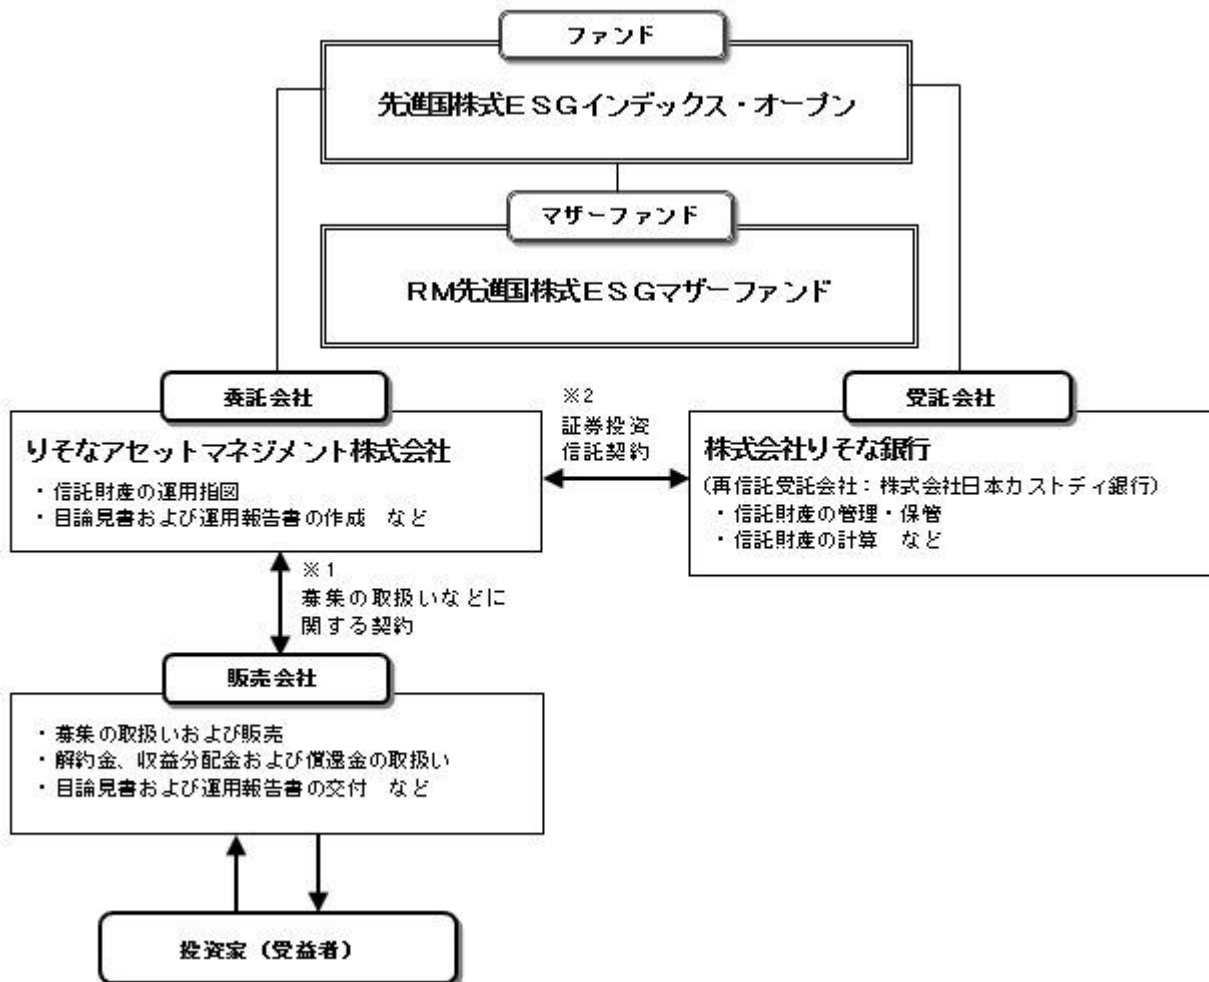 ファンド
先進国株式ESGインデックス・オープン
マザーファンド
RM先進国株式ESGマザーファンド
委託会社
りそなアセットマネジメント株式会社
・信託財産の運用指図
・目論見書および運用報告書の作成 など
※2
証券投資
信託契約
受託会社
株式会社りそな銀行
(再信託受託会社:株式会社日本カストディ銀行)
・信託財産の管理・保管
・信託財産の計算 など
※1
募集の取扱いなどに
関する契約
販売会社
・募集の取扱いおよび販売
・解約金、収益分配金および償還金の取扱い
・目論見書および運用報告書の交付 など
投資家(受益者)